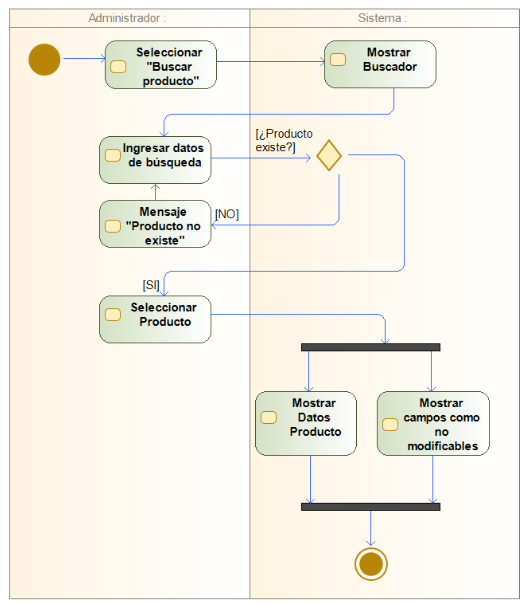 Administrador :
Sistema :
Seleccionar
"Buscar
producto"
Mostrar
Buscador
Ingresar datos
de búsqueda
[¿Producto
existe?]
Mensaje
"Producto no
existe"
[NO]
[SI]
Seleccionar
Producto
Mostrar
Datos
Producto
Mostrar
campos como
no
modificables